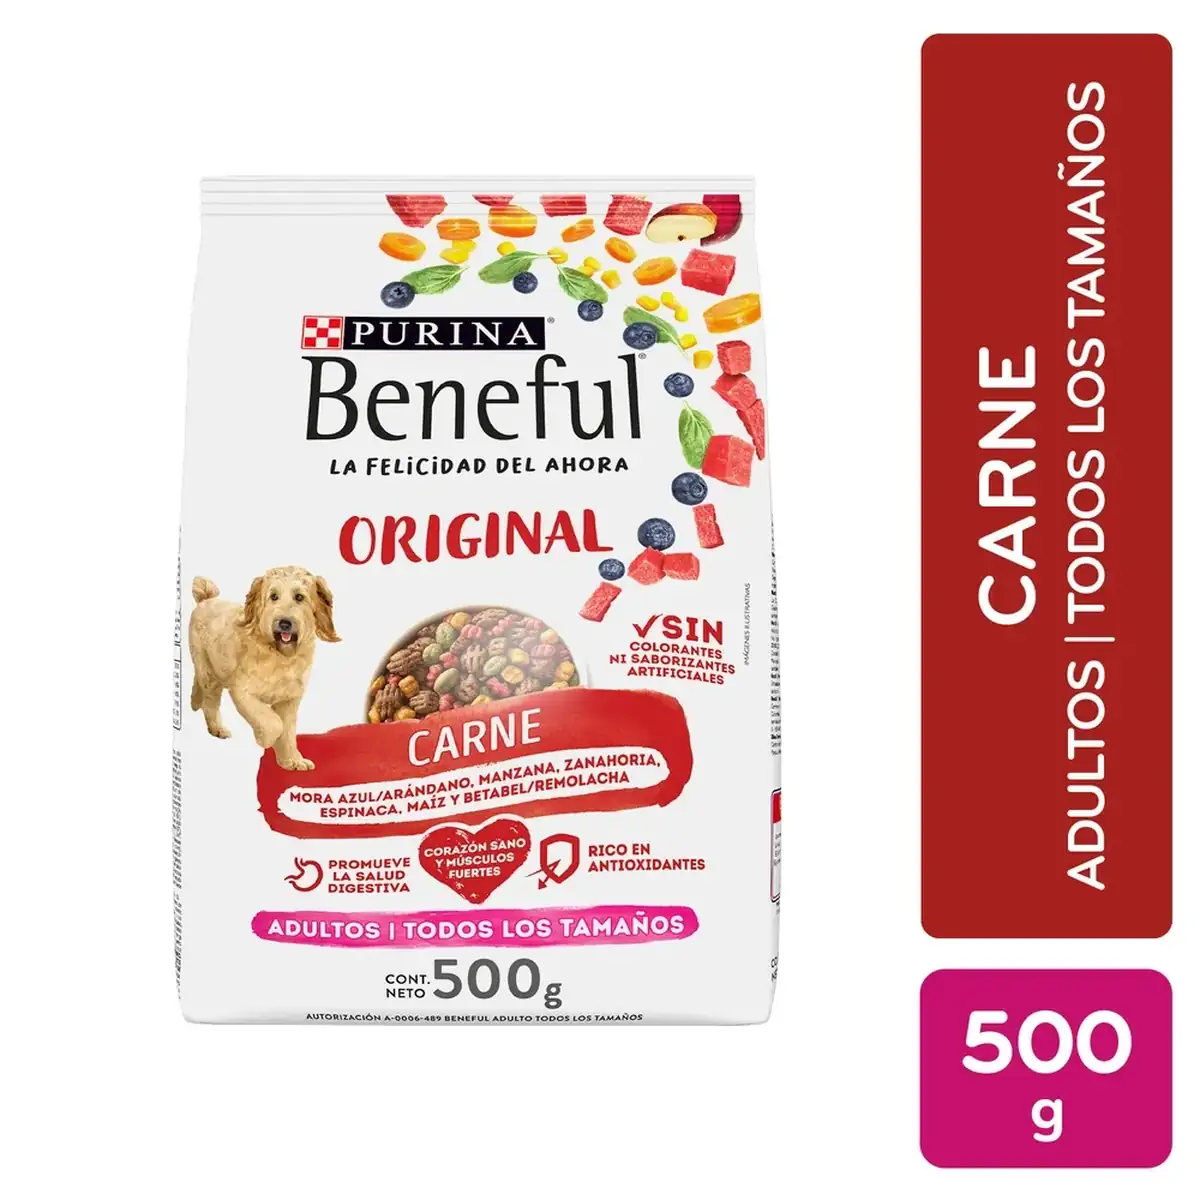 PURINA®
Beneful®
LA FELICIDAD DEL AHORA
ORIGINAL
✓SIN
COLORANTES
NI SABORIZANTES
ARTIFICIALES
IMÁGENES ILUSTRATIVAS
CARNE
MORA AZUL/ARÁNDANO, MANZANA, ZANAHORIA,
ESPINACA, MAÍZ Y BETABEL/REMOLACHA
PROMUEVE
LA SALUD
DIGESTIVA
CORAZÓN SANO
Y MÚSCULOS
FUERTES
RICO EN
ANTIOXIDANTES
ADULTOS | TODOS LOS TAMAÑOS
CONT.
NETO 500g
AUTORIZACIÓN A-0006-489 BENEFUL ADULTO TODOS LOS TAMAÑOS
CARNE
ADULTOS | TODOS LOS TAMAÑOS
500
g